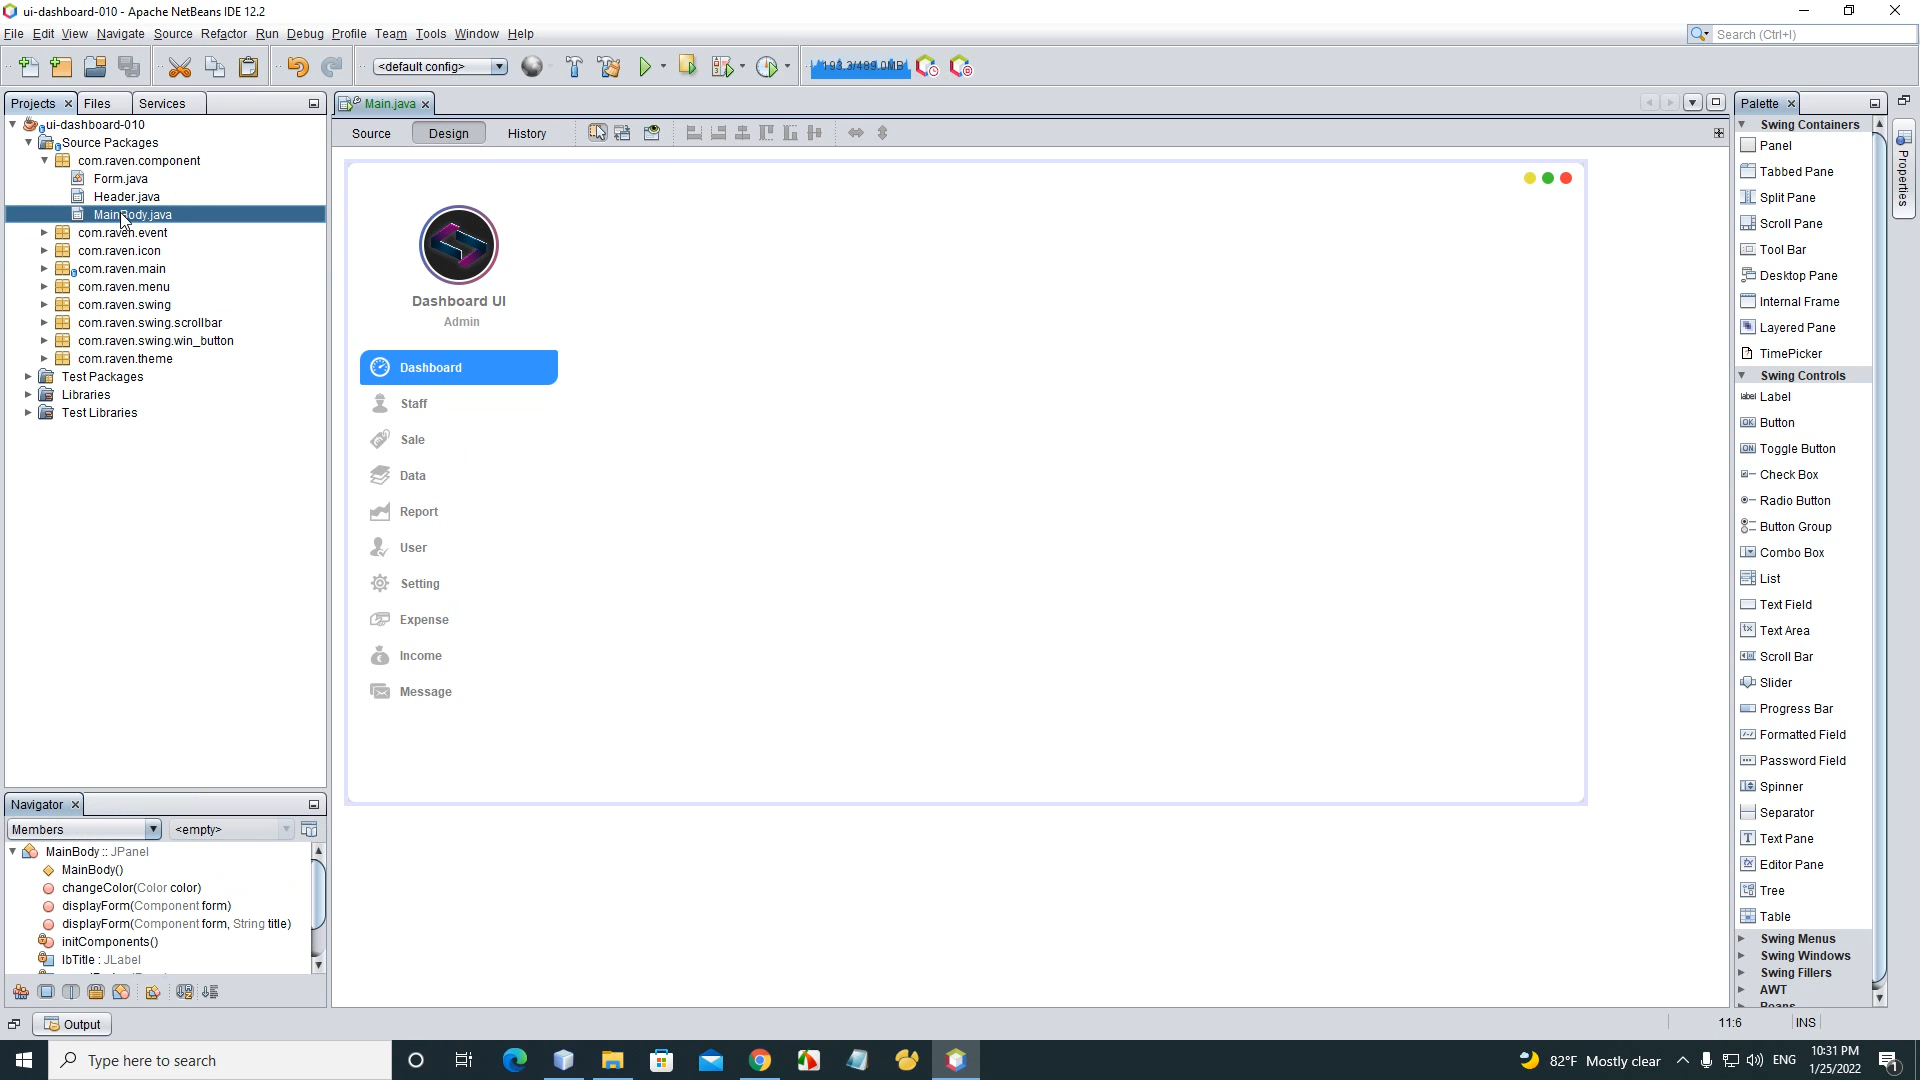 ui-dashboard-010 - Apache NetBeans IDE 12.2
File Edit View Navigate Source Refactor Run Debug Profile Team Tools Window Help
Search (Ctrl+I)
<default config>
193.3/489.0MB
Projects Files Services
Main.java
Palette
Source Design History
ui-dashboard-010
Source Packages
com.raven.component
Form.java
Header.java
MainBody.java
com.raven.event
com.raven.icon
com.raven.main
com.raven.menu
com.raven.swing
com.raven.swing.scrollbar
com.raven.swing.win_button
com.raven.theme
Test Packages
Libraries
Test Libraries
Dashboard UI
Admin
Dashboard
Staff
Sale
Data
Report
User
Setting
Expense
Income
Message
Swing Containers
Panel
Tabbed Pane
Split Pane
Scroll Pane
Tool Bar
Desktop Pane
Internal Frame
Layered Pane
TimePicker
Swing Controls
label Label
OK Button
ON Toggle Button
Check Box
Radio Button
Button Group
Combo Box
List
Text Field
Text Area
Scroll Bar
Slider
Progress Bar
Formatted Field
Password Field
Spinner
Separator
Text Pane
Editor Pane
Tree
Table
Swing Menus
Swing Windows
Swing Fillers
AWT
Beans
Properties
Navigator
Members <empty>
MainBody :: JPanel
MainBody()
changeColor(Color color)
displayForm(Component form)
displayForm(Component form, String title)
initComponents()
lbTitle : JLabel
Output
11:6 INS
Type here to search
82°F Mostly clear
ENG
10:31 PM
1/25/2022
1